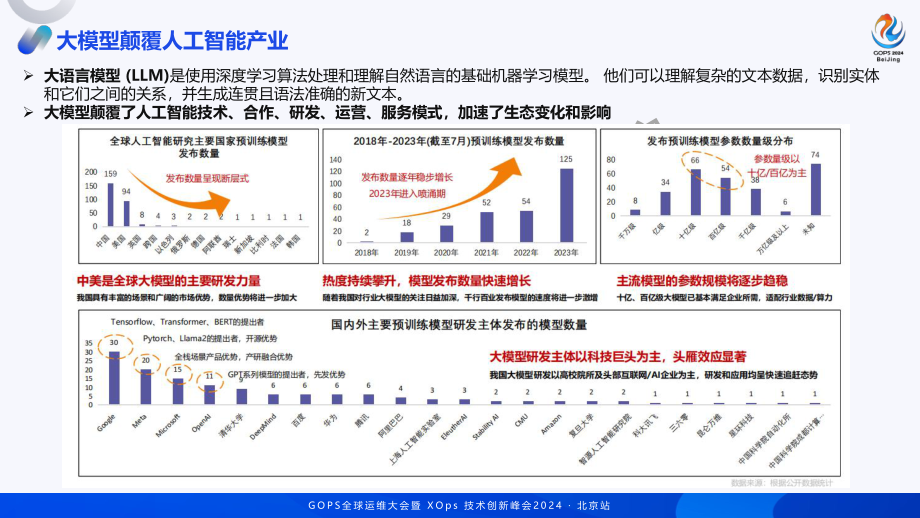 大模型颠覆人工智能产业
GOPS 2024
BeiJing
➢ 大语言模型 (LLM)是使用深度学习算法处理和理解自然语言的基础机器学习模型。 他们可以理解复杂的文本数据，识别实体
和它们之间的关系，并生成连贯且语法准确的新文本。
➢ 大模型颠覆了人工智能技术、合作、研发、运营、服务模式，加速了生态变化和影响
全球人工智能研究主要国家预训练模型
发布数量
发布数量呈现断层式
200
150
100
50
0
159
94
8
4
3
2
2
2
1
1
1
1
1
中国
美国
英国
跨国
以色列
俄罗斯
德国
阿联酋
瑞士
新加坡
比利时
法国
韩国
2018年-2023年(截至7月)预训练模型发布数量
发布数量逐年稳步增长
2023年进入喷涌期
140
120
100
80
60
40
20
0
2
18
29
52
54
125
2018年
2019年
2020年
2021年
2022年
2023年
发布预训练模型参数数量级分布
参数量级以
十亿/百亿为主
80
60
40
20
0
8
34
66
54
38
6
74
千万级
亿级
十亿级
百亿级
千亿级
万亿级及以上
未知
中美是全球大模型的主要研发力量
我国具有丰富的场景和广阔的市场优势，数量优势将进一步加大
热度持续攀升，模型发布数量快速增长
随着我国对行业大模型的关注日益加深，千行百业发布模型的速度将进一步激增
主流模型的参数规模将逐步趋稳
十亿、百亿级大模型已基本满足企业所需，适配行业数据/算力
国内外主要预训练模型研发主体发布的模型数量
Tensorflow、Transformer、BERT的提出者
Pytorch、Llama2的提出者，开源优势
全栈场景产品优势，产研融合优势
GPT系列模型的提出者，先发优势
大模型研发主体以科技巨头为主，头雁效应显著
我国大模型研发以高校院所及头部互联网/AI企业为主，研发和应用均呈快速追赶态势
35
30
25
20
15
10
5
0
30
20
15
11
9
6
6
6
6
4
3
3
2
2
2
2
2
1
1
1
1
1
1
Google
Meta
Microsoft
OpenAI
清华大学
DeepMind
百度
华为
腾讯
阿里巴巴
上海人工智能实验室
EleutherAI
Stability AI
CMU
Amazon
复旦大学
智源人工智能研究院
科大讯飞
三六零
昆仑万维
星环科技
中国科学院自动化所
中国科学院成都计算…
数据来源：根据公开数据统计
GOPS全球运维大会暨 XOps 技术创新峰会2024 · 北京站